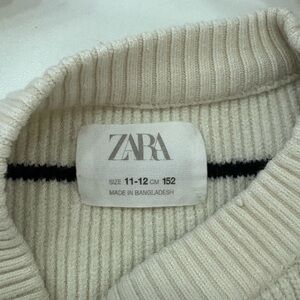 ZARA
SIZE 11-12 CM 152
MADE IN BANGLADESH